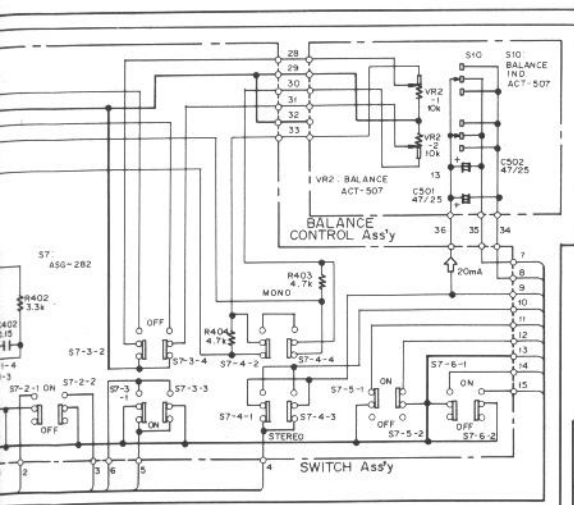 28
29
30
31
32
33
S10
S10:
BALANCE
IND.
ACT-507
VR2
-1
10k
VR2
-2
10k
13
C502
47/25
C501
47/25
VR2: BALANCE
ACT-507
36
35
34
BALANCE
CONTROL Ass'y
20mA
7
8
9
10
11
12
13
14
15
S7:
ASG-282
R402
3.3k
R403
4.7k
MONO
R404
4.7k
OFF
S7-3-2
S7-3-4
S7-4-2
S7-4-4
S7-2-1
ON
S7-2-2
S7-3
-1
S7-3-3
S7-5-1
ON
S7-6-1
ON
OFF
ON
S7-4-1
S7-4-3
STEREO
OFF
S7-5-2
OFF
S7-6-2
2
3
6
5
4
SWITCH Ass'y